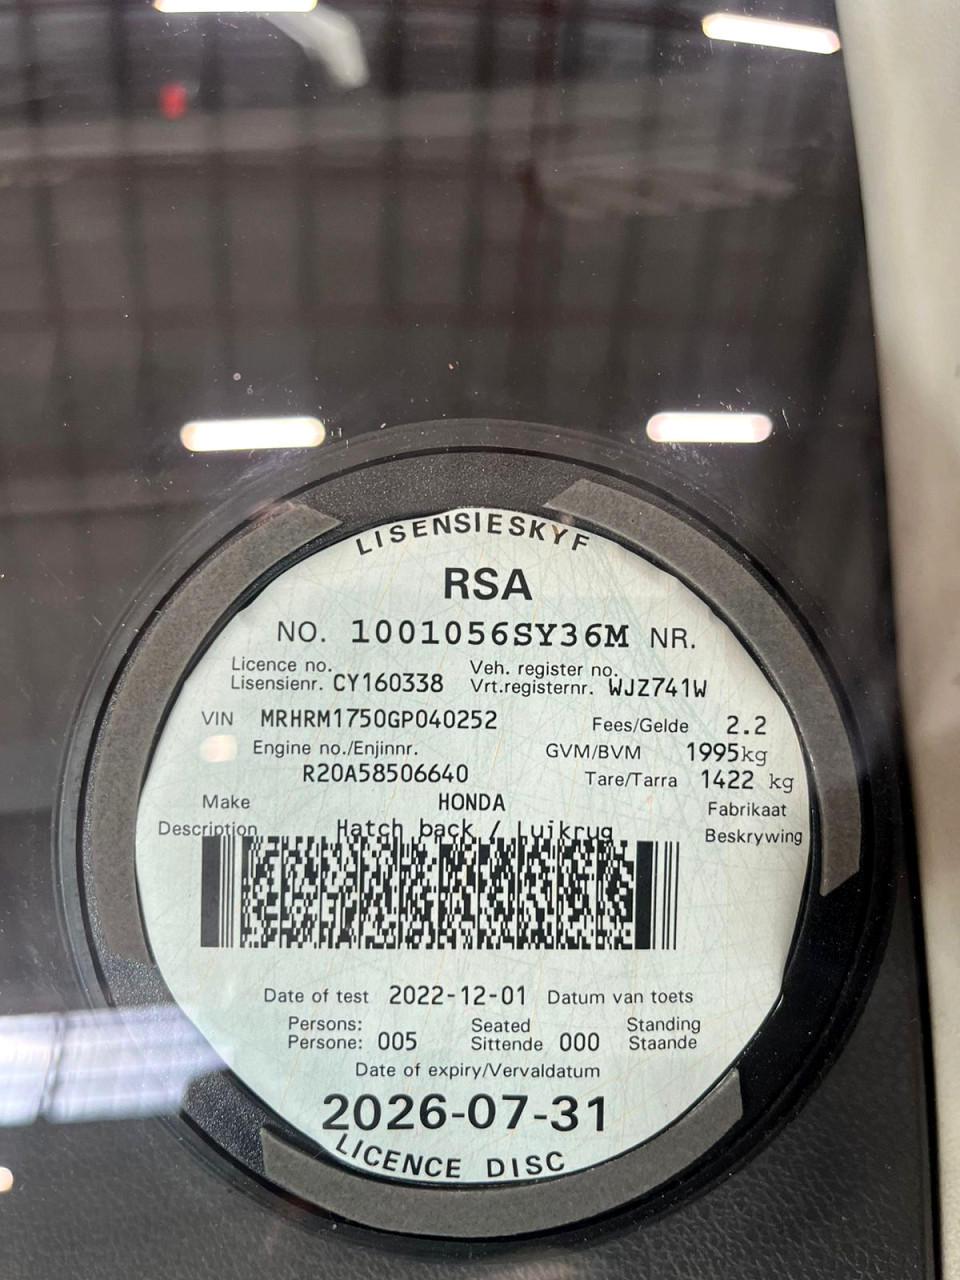 LISENSIESKYF
RSA
NO. 1001056SY36M NR.
Licence no. Veh. register no.
Lisensienr. CY160338 Vrt.registernr. WJZ741W
VIN MRHRM1750GP040252 Fees/Gelde 2.2
Engine no./Enjinnr. GVM/BVM 1995kg
R20A58506640 Tare/Tarra 1422 kg
Make HONDA Fabrikaat
Description Hatch back / Luikrug Beskrywing
Date of test 2022-12-01 Datum van toets
Persons: Seated Standing
Persone: 005 Sittende 000 Staande
Date of expiry/Vervaldatum
2026-07-31
LICENCE DISC